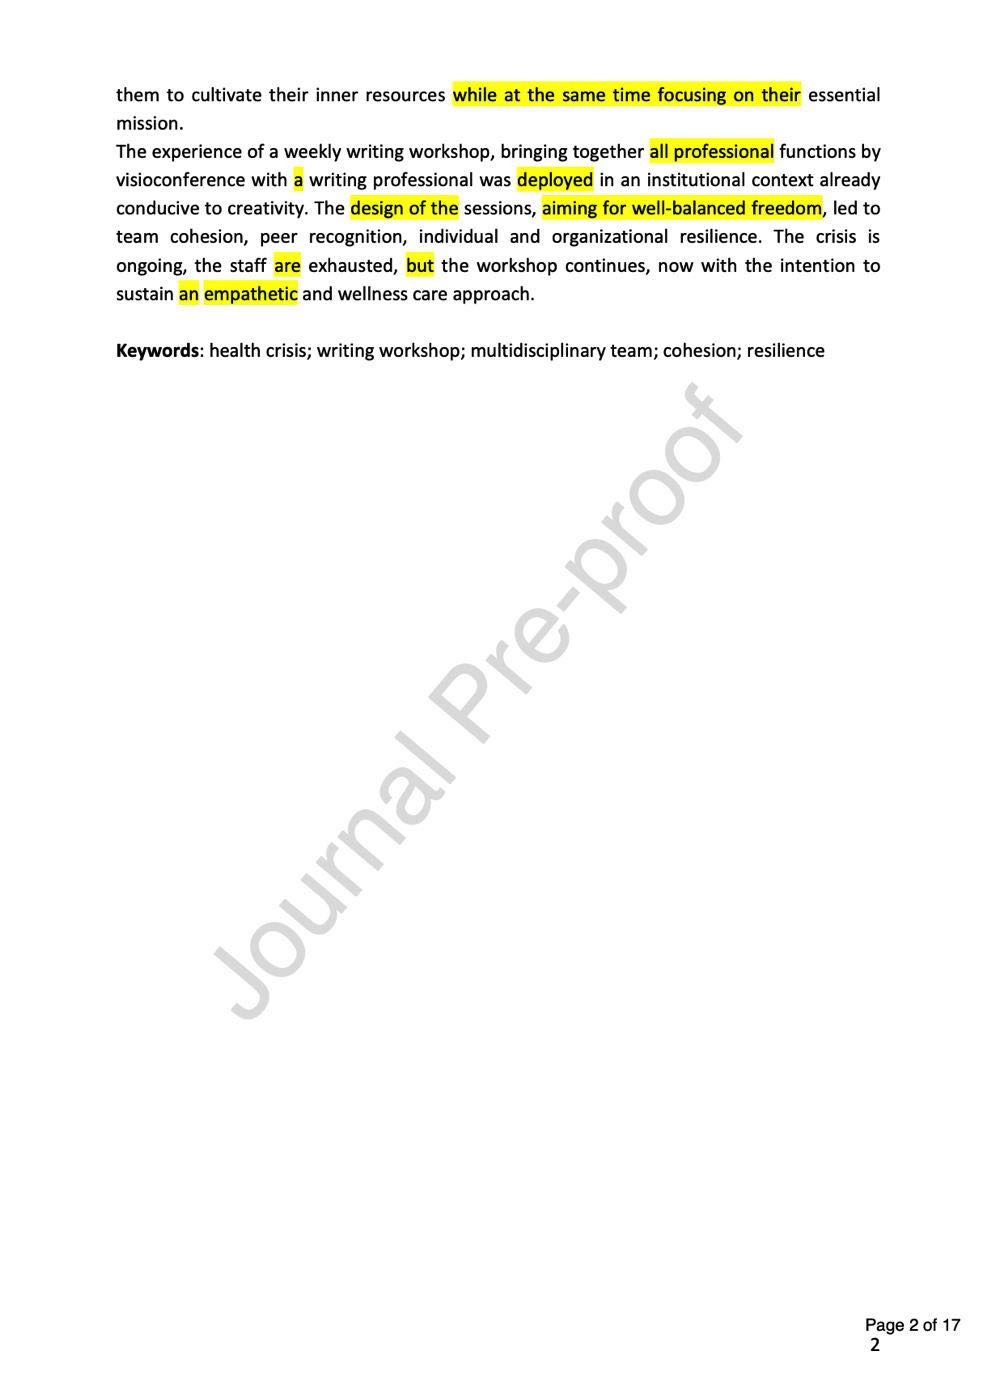 them to cultivate their inner resources while at the same time focusing on their essential
mission.
The experience of a weekly writing workshop, bringing together all professional functions by
visioconference with a writing professional was deployed in an institutional context already
conducive to creativity. The design of the sessions, aiming for well-balanced freedom, led to
team cohesion, peer recognition, individual and organizational resilience. The crisis is
ongoing, the staff are exhausted, but the workshop continues, now with the intention to
sustain an empathetic and wellness care approach.
Keywords: health crisis; writing workshop; multidisciplinary team; cohesion; resilience
Journal Pre-proof
Page 2 of 17
2